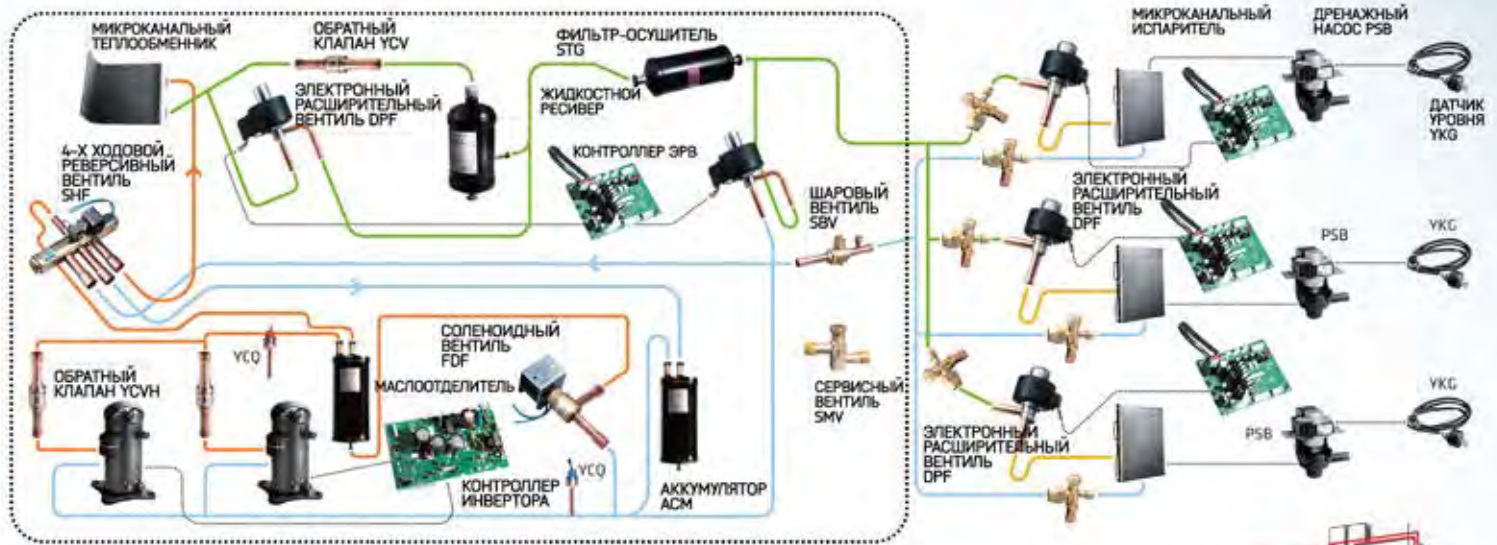 МИКРОКАНАЛЬНЫЙ
ТЕПЛООБМЕННИК
ОБРАТНЫЙ
КЛАПАН YCV
ФИЛЬТР-ОСУШИТЕЛЬ
STG
ЭЛЕКТРОННЫЙ
РАСШИРИТЕЛЬНЫЙ
ВЕНТИЛЬ DPF
ЖИДКОСТНОЙ
РЕСИВЕР
4-Х ХОДОВОЙ
РЕВЕРСИВНЫЙ
ВЕНТИЛЬ
SHF
КОНТРОЛЛЕР ЭРВ
ШАРОВЫЙ
ВЕНТИЛЬ
SBV
YCQ
СОЛЕНОИДНЫЙ
ВЕНТИЛЬ
FDF
ОБРАТНЫЙ
КЛАПАН YCVH
МАСЛООТДЕЛИТЕЛЬ
СЕРВИСНЫЙ
ВЕНТИЛЬ
SMV
YCQ
КОНТРОЛЛЕР
ИНВЕРТОРА
АККУМУЛЯТОР
ACM
МИКРОКАНАЛЬНЫЙ
ИСПАРИТЕЛЬ
ДРЕНАЖНЫЙ
НАСОС PSB
ДАТЧИК
УРОВНЯ
YKG
ЭЛЕКТРОННЫЙ
РАСШИРИТЕЛЬНЫЙ
ВЕНТИЛЬ
DPF
PSB
YKG
ЭЛЕКТРОННЫЙ
РАСШИРИТЕЛЬНЫЙ
ВЕНТИЛЬ
DPF
PSB
YKG